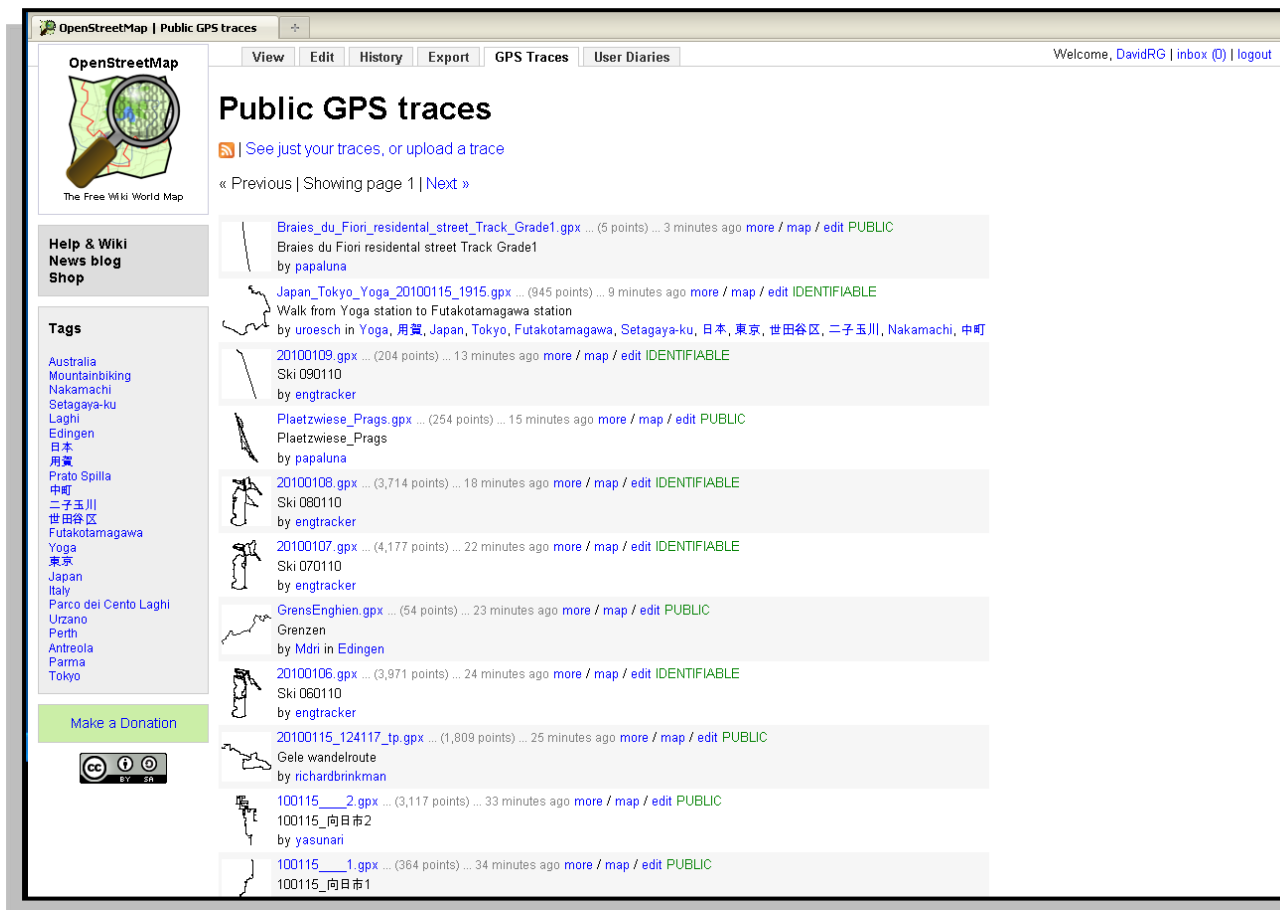 OpenStreetMap | Public GPS traces
OpenStreetMap
The Free Wiki World Map
View Edit History Export GPS Traces User Diaries
Welcome, DavidRG | inbox (0) | logout
Help & Wiki
News blog
Shop
Tags
Australia
Mountainbiking
Nakamachi
Setagaya-ku
Laghi
Edingen
日本
用賀
Prato Spilla
中町
二子玉川
世田谷区
Futakotamagawa
Yoga
東京
Japan
Italy
Parco dei Cento Laghi
Urzano
Perth
Antreola
Parma
Tokyo
Make a Donation
cc BY SA
Public GPS traces
| See just your traces, or upload a trace
« Previous | Showing page 1 | Next »
Braies_du_Fiori_residental_street_Track_Grade1.gpx ... (5 points) ... 3 minutes ago more / map / edit PUBLIC
Braies du Fiori residental street Track Grade1
by papaluna
Japan_Tokyo_Yoga_20100115_1915.gpx ... (945 points) ... 9 minutes ago more / map / edit IDENTIFIABLE
Walk from Yoga station to Futakotamagawa station
by uroesch in Yoga, 用賀, Japan, Tokyo, Futakotamagawa, Setagaya-ku, 日本, 東京, 世田谷区, 二子玉川, Nakamachi, 中町
20100109.gpx ... (204 points) ... 13 minutes ago more / map / edit IDENTIFIABLE
Ski 090110
by engtracker
Plaetzwiese_Prags.gpx ... (254 points) ... 15 minutes ago more / map / edit PUBLIC
Plaetzwiese_Prags
by papaluna
20100108.gpx ... (3,714 points) ... 18 minutes ago more / map / edit IDENTIFIABLE
Ski 080110
by engtracker
20100107.gpx ... (4,177 points) ... 22 minutes ago more / map / edit IDENTIFIABLE
Ski 070110
by engtracker
GrensEnghien.gpx ... (54 points) ... 23 minutes ago more / map / edit PUBLIC
Grenzen
by Mdri in Edingen
20100106.gpx ... (3,971 points) ... 24 minutes ago more / map / edit IDENTIFIABLE
Ski 060110
by engtracker
20100115_124117_tp.gpx ... (1,809 points) ... 25 minutes ago more / map / edit PUBLIC
Gele wandelroute
by richardbrinkman
100115____2.gpx ... (3,117 points) ... 33 minutes ago more / map / edit PUBLIC
100115_向日市2
by yasunari
100115____1.gpx ... (364 points) ... 34 minutes ago more / map / edit PUBLIC
100115_向日市1